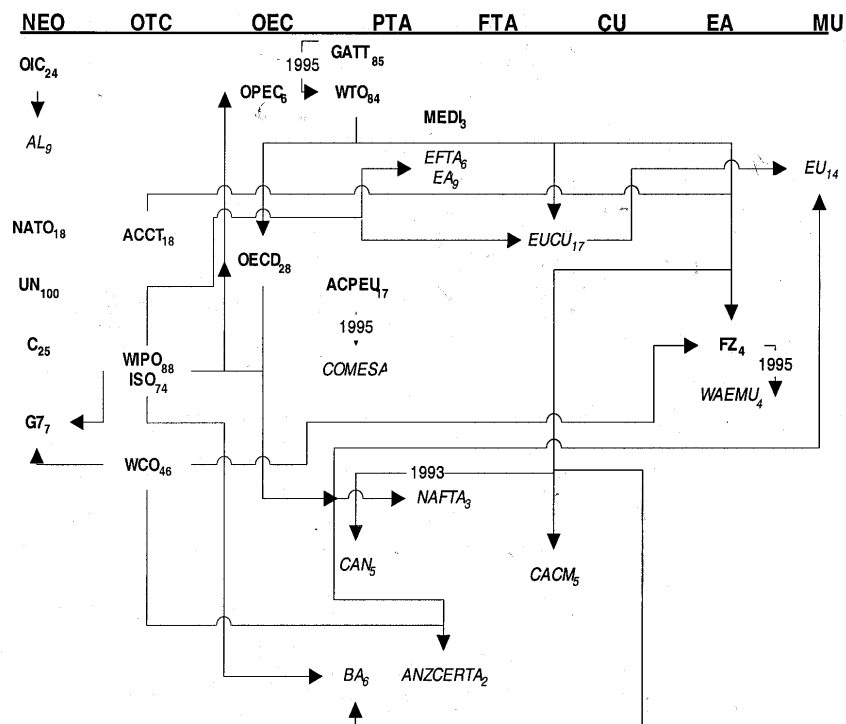 NEO OTC OEC PTA FTA CU EA MU
GATT85
OIC24
1995
OPEC6 WTO84
MEDI3
AL9
EFTA6
EA9
EU14
NATO18
ACCT18
EUCU17
OECD28
UN100
ACPEU17
1995
C25
FZ4
WIPO88
ISO74
COMESA
1995
WAEMU4
G77
WCO46
1993
NAFTA3
CAN5
CACM5
BA6 ANZCERTA2